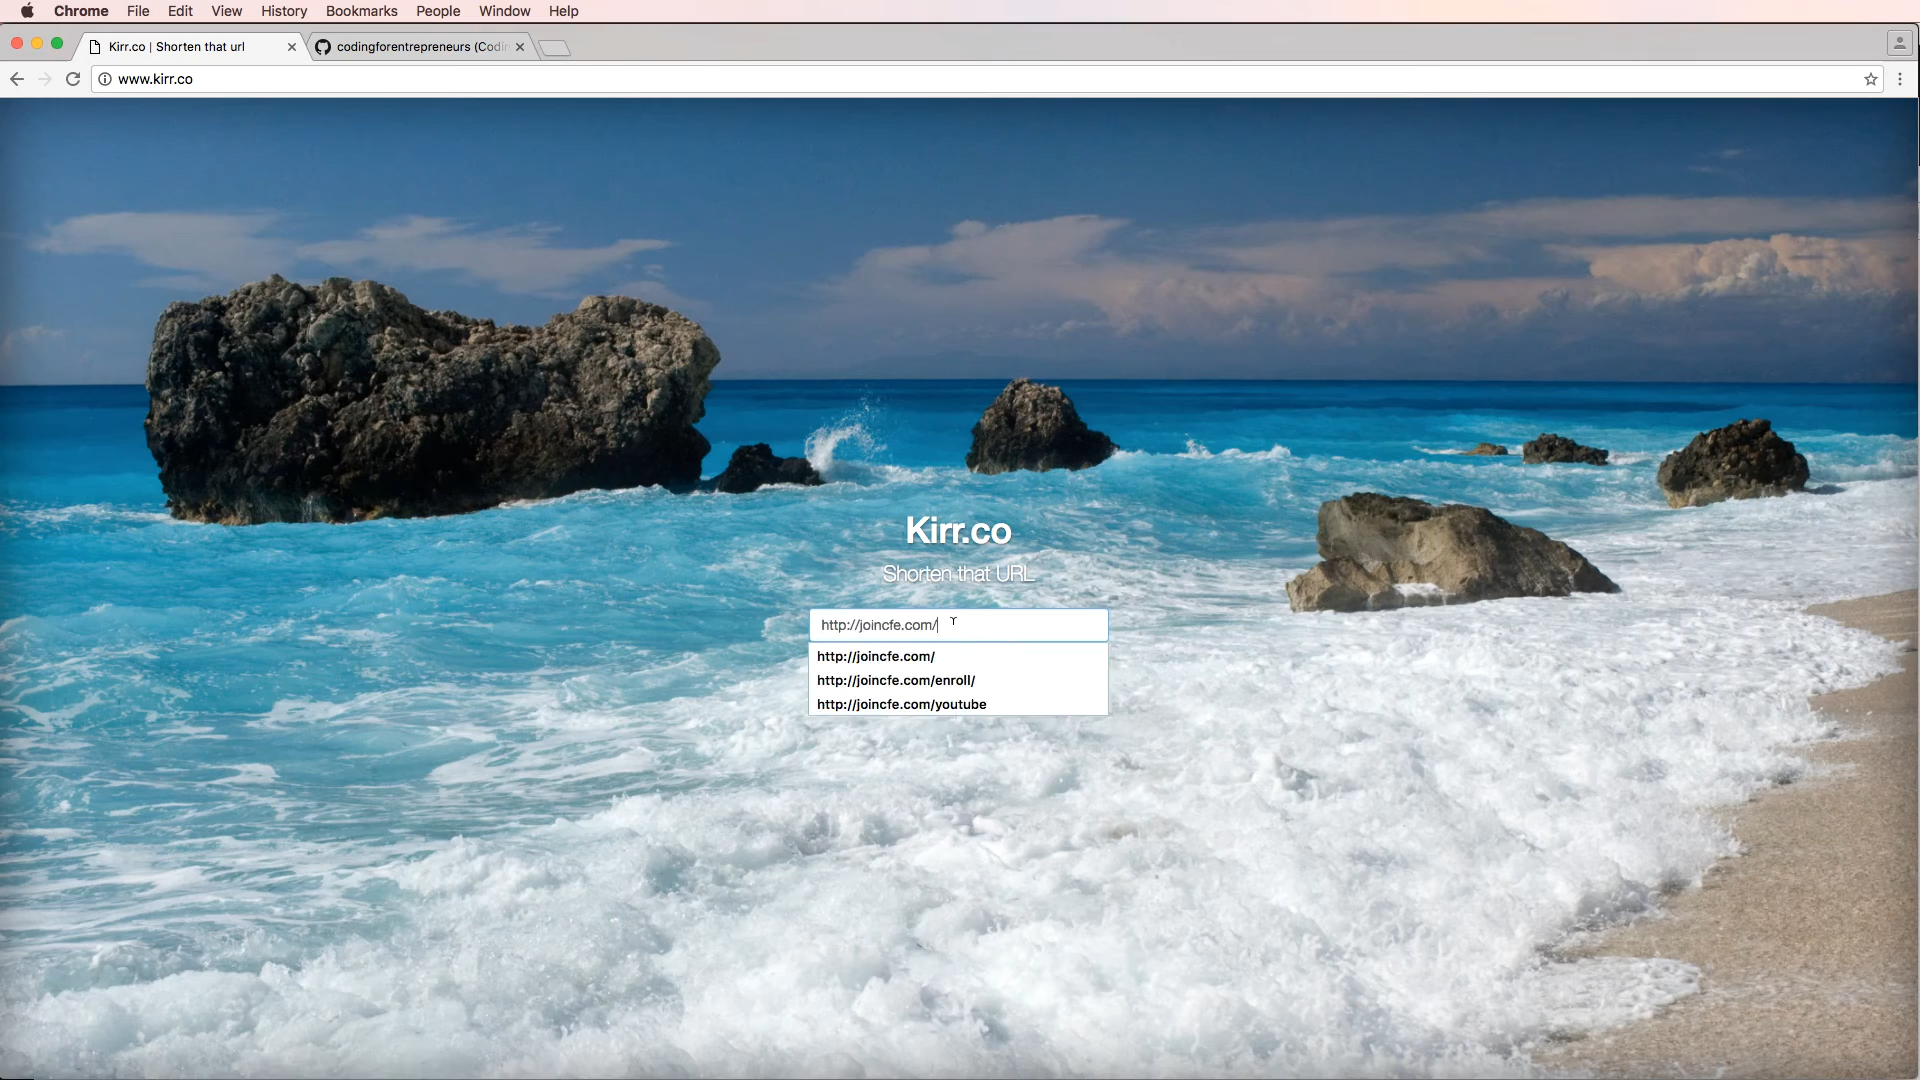 Chrome File Edit View History Bookmarks People Window Help
Kirr.co | Shorten that url
codingforentrepreneurs (Codin
www.kirr.co
Kirr.co
Shorten that URL
http://joincfe.com/
http://joincfe.com/
http://joincfe.com/enroll/
http://joincfe.com/youtube